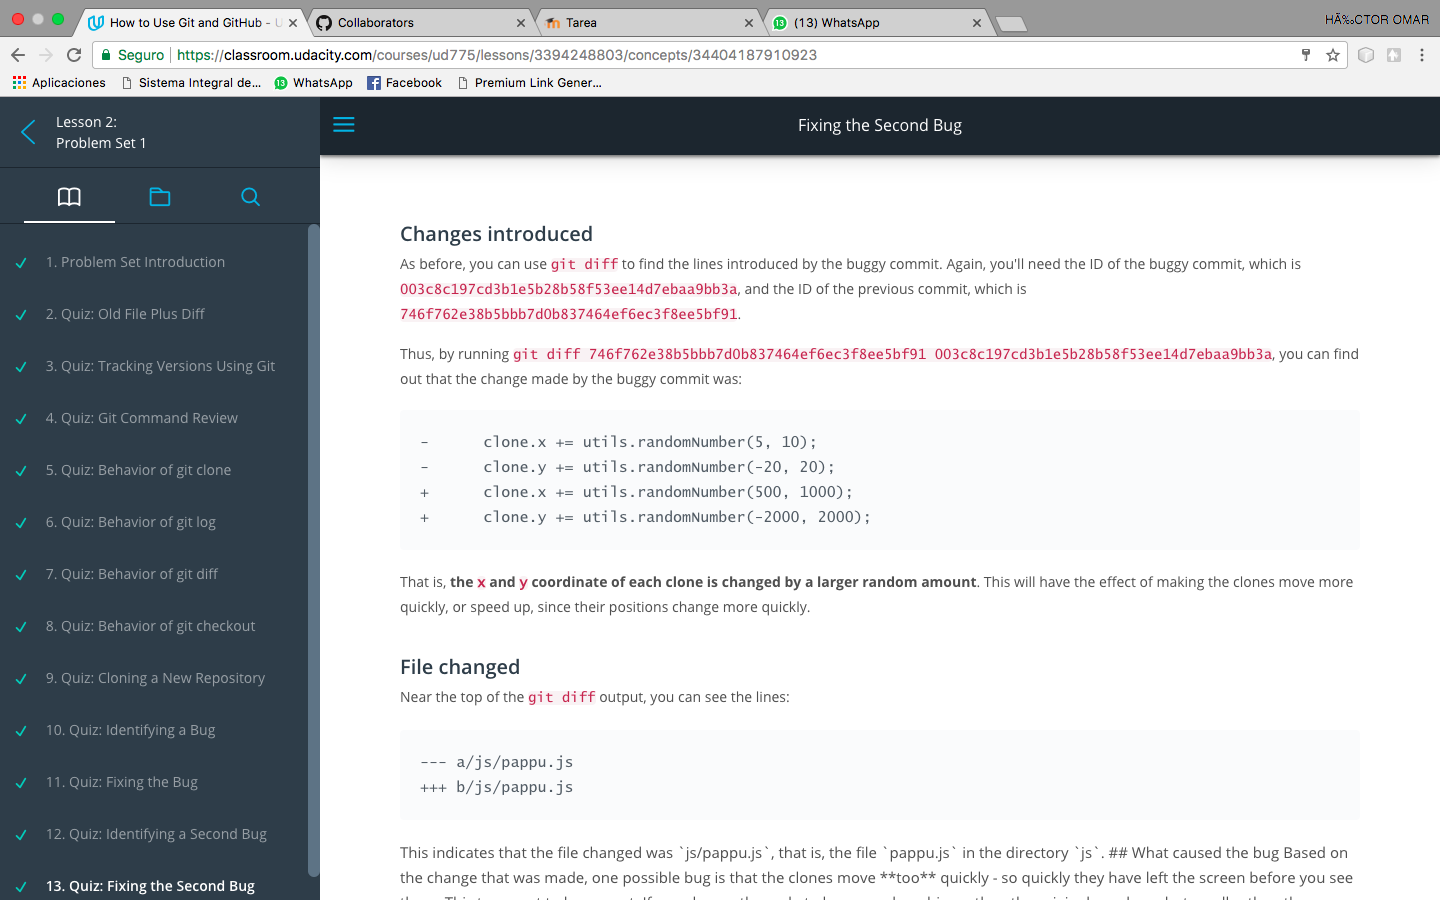 How to Use Git and GitHub - U
Collaborators
Tarea
13
(13) WhatsApp
HÃ‰CTOR OMAR
Seguro
https://classroom.udacity.com/courses/ud775/lessons/3394248803/concepts/34404187910923
Aplicaciones
Sistema Integral de...
13
WhatsApp
Facebook
Premium Link Gener...
Lesson 2:
Problem Set 1
Fixing the Second Bug
1. Problem Set Introduction
2. Quiz: Old File Plus Diff
3. Quiz: Tracking Versions Using Git
4. Quiz: Git Command Review
5. Quiz: Behavior of git clone
6. Quiz: Behavior of git log
7. Quiz: Behavior of git diff
8. Quiz: Behavior of git checkout
9. Quiz: Cloning a New Repository
10. Quiz: Identifying a Bug
11. Quiz: Fixing the Bug
12. Quiz: Identifying a Second Bug
13. Quiz: Fixing the Second Bug
Changes introduced
As before, you can use git diff to find the lines introduced by the buggy commit. Again, you'll need the ID of the buggy commit, which is
003c8c197cd3b1e5b28b58f53ee14d7ebaa9bb3a, and the ID of the previous commit, which is
746f762e38b5bbb7d0b837464ef6ec3f8ee5bf91.
Thus, by running git diff 746f762e38b5bbb7d0b837464ef6ec3f8ee5bf91 003c8c197cd3b1e5b28b58f53ee14d7ebaa9bb3a, you can find
out that the change made by the buggy commit was:
- clone.x += utils.randomNumber(5, 10);
- clone.y += utils.randomNumber(-20, 20);
+ clone.x += utils.randomNumber(500, 1000);
+ clone.y += utils.randomNumber(-2000, 2000);
That is, the x and y coordinate of each clone is changed by a larger random amount. This will have the effect of making the clones move more
quickly, or speed up, since their positions change more quickly.
File changed
Near the top of the git diff output, you can see the lines:
--- a/js/pappu.js
+++ b/js/pappu.js
This indicates that the file changed was `js/pappu.js`, that is, the file `pappu.js` in the directory `js`. ## What caused the bug Based on
the change that was made, one possible bug is that the clones move **too** quickly - so quickly they have left the screen before you see